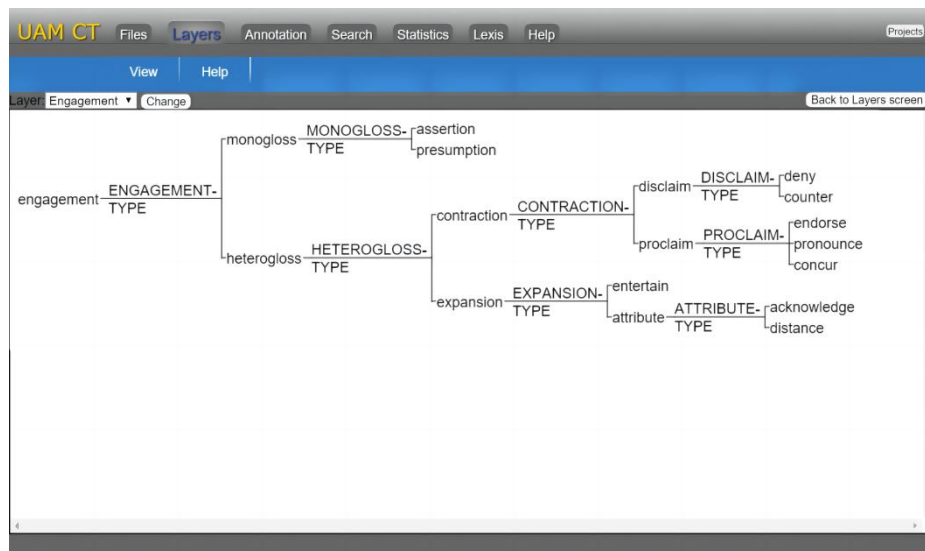 UAM CT Files Layers Annotation Search Statistics Lexis Help Projects
View Help
Layer: Engagement Change Back to Layers screen
monogloss MONOGLOSS-TYPE assertion
presumption
engagement ENGAGEMENT-TYPE
heterogloss HETEROGLOSS-TYPE
contraction CONTRACTION-TYPE
disclaim DISCLAIM-TYPE deny
counter
proclaim PROCLAIM-TYPE endorse
pronounce
concur
expansion EXPANSION-TYPE entertain
attribute ATTRIBUTE-TYPE acknowledge
distance